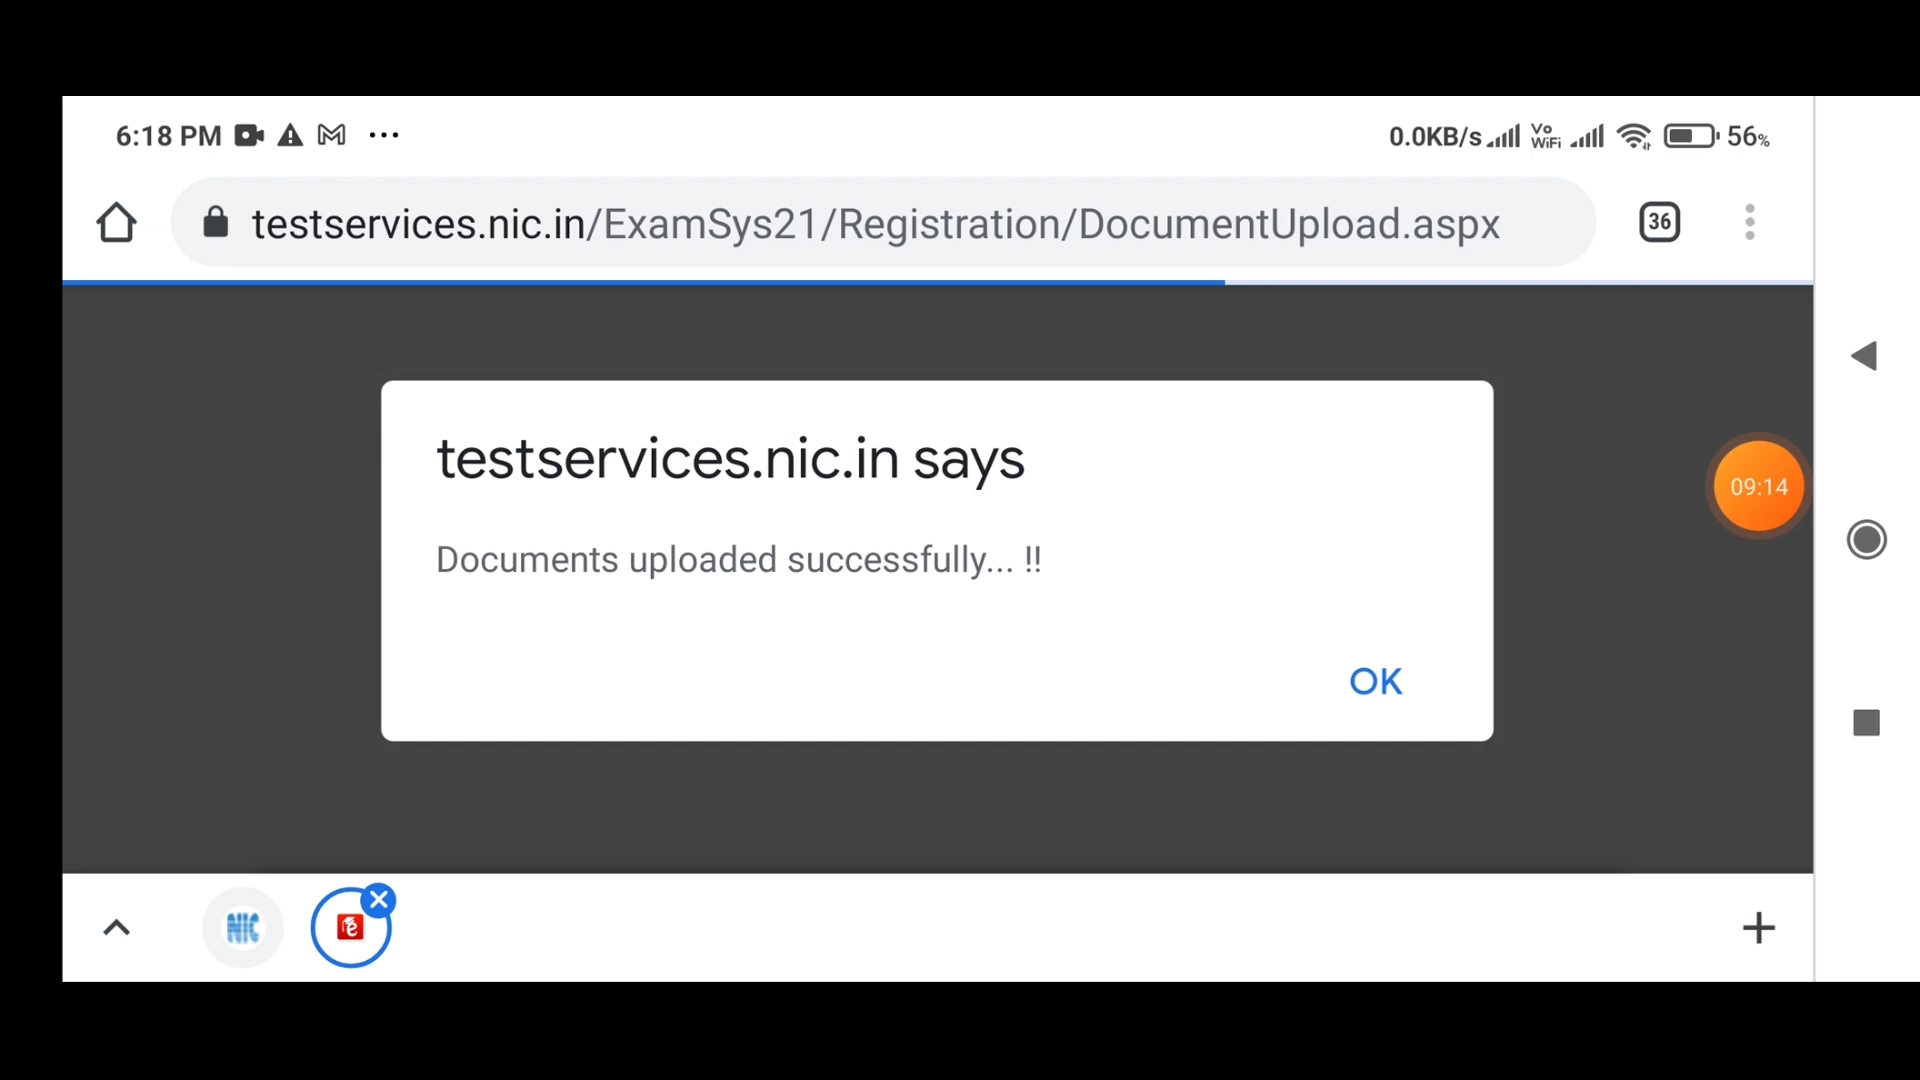 6:18 PM ... 0.0KB/s Vo WiFi 56%
testservices.nic.in/ExamSys21/Registration/DocumentUpload.aspx 36
testservices.nic.in says
09:14
Documents uploaded successfully... !!
OK
NIC e